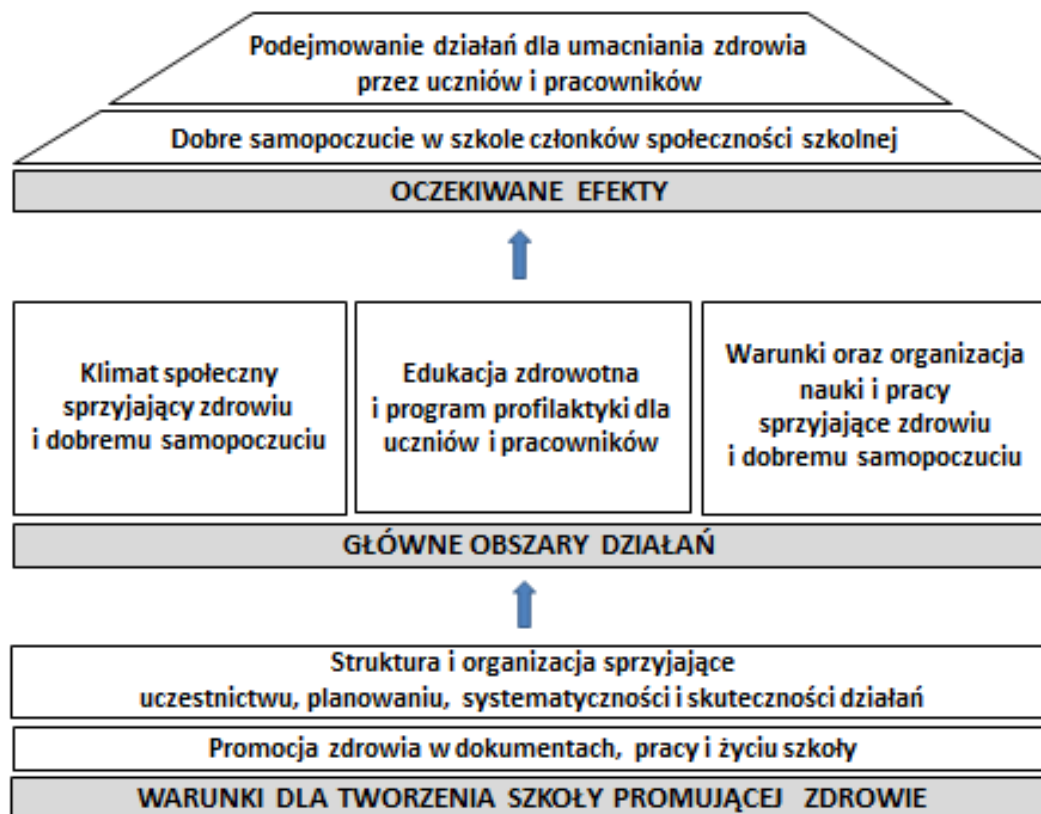 Podejmowanie działań dla umacniania zdrowia
przez uczniów i pracowników
Dobre samopoczucie w szkole członków społeczności szkolnej
OCZEKIWANE EFEKTY
Klimat społeczny
sprzyjający zdrowiu
i dobremu samopoczuciu
Edukacja zdrowotna
i program profilaktyki dla
uczniów i pracowników
Warunki oraz organizacja
nauki i pracy
sprzyjające zdrowiu
i dobremu samopoczuciu
GŁÓWNE OBSZARY DZIAŁAŃ
Struktura i organizacja sprzyjające
uczestnictwu, planowaniu, systematyczności i skuteczności działań
Promocja zdrowia w dokumentach, pracy i życiu szkoły
WARUNKI DLA TWORZENIA SZKOŁY PROMUJĄCEJ ZDROWIE